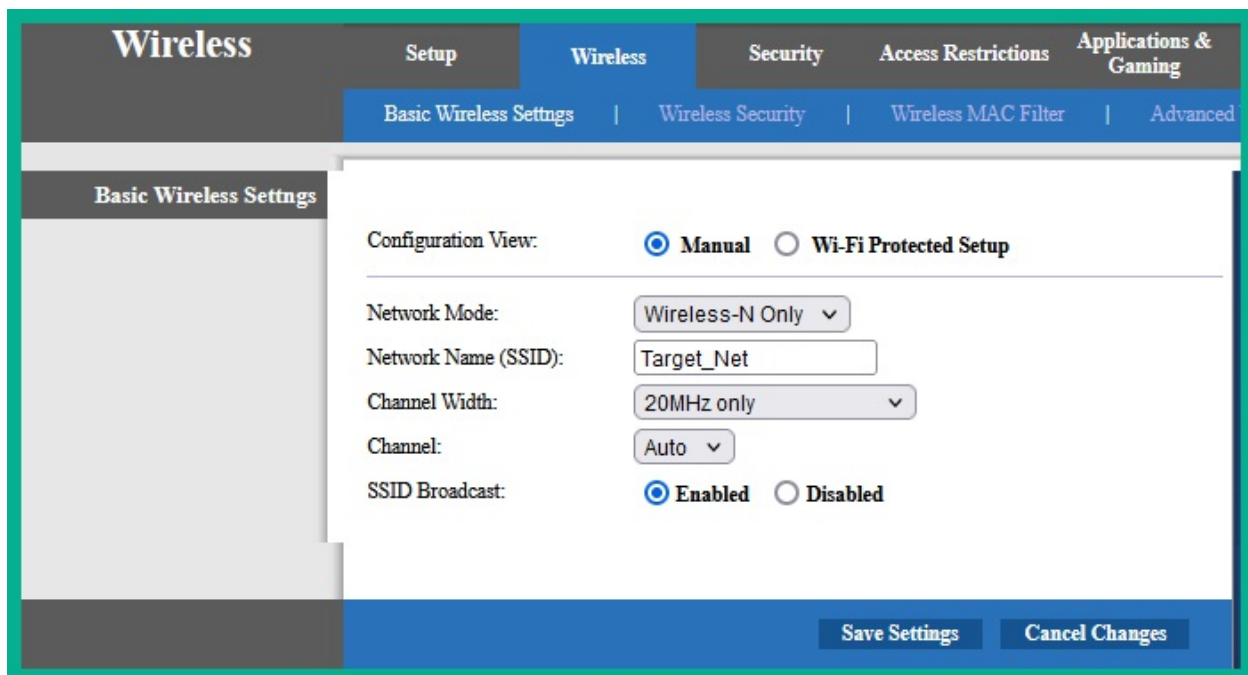 Wireless
Setup
Wireless
Security
Access Restrictions
Applications &
Gaming
Basic Wireless Settngs | Wireless Security | Wireless MAC Filter | Advanced
Basic Wireless Settngs
Configuration View: Manual Wi-Fi Protected Setup
Network Mode: Wireless-N Only
Network Name (SSID): Target_Net
Channel Width: 20MHz only
Channel: Auto
SSID Broadcast: Enabled Disabled
Save Settings Cancel Changes